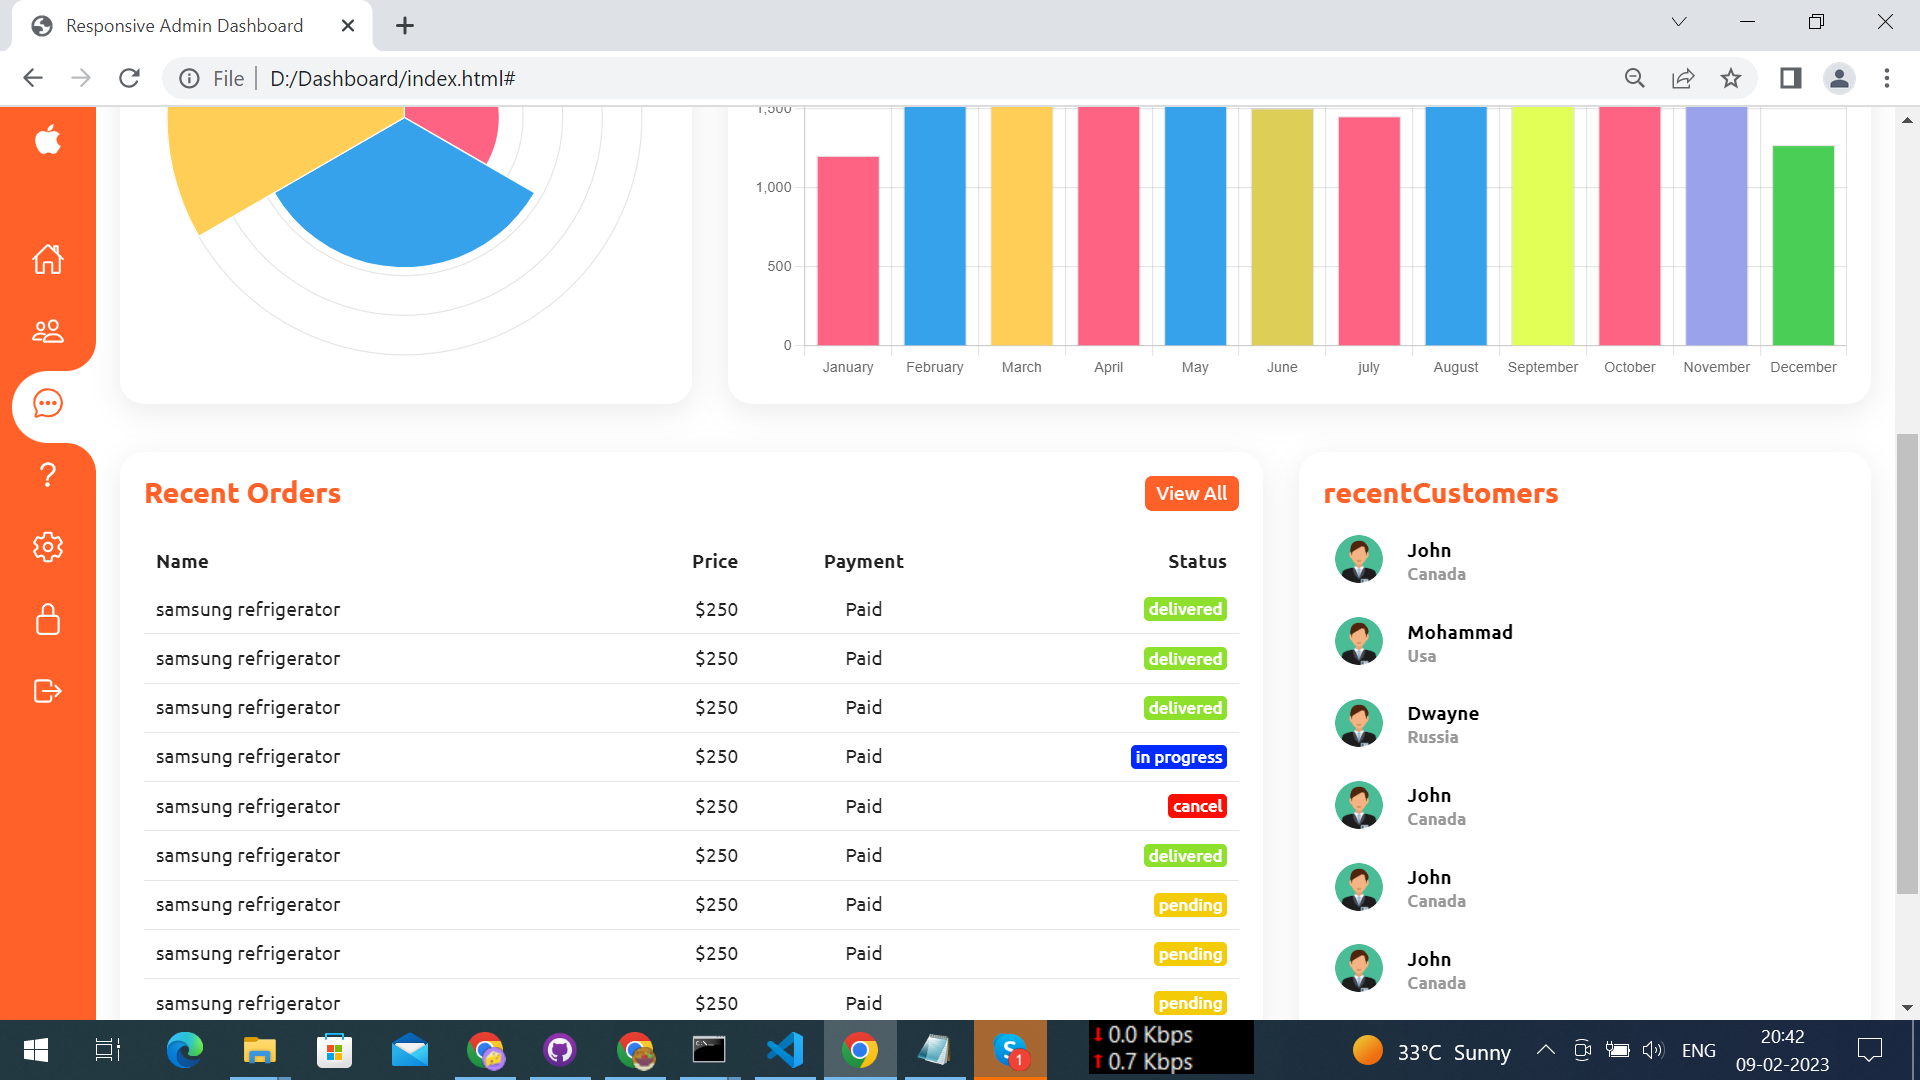 Responsive Admin Dashboard
File
D:/Dashboard/index.html#
1,500
1,000
500
0
January February March April May June july August September October November December
Recent Orders
View All
Name Price Payment Status
samsung refrigerator $250 Paid delivered
samsung refrigerator $250 Paid delivered
samsung refrigerator $250 Paid delivered
samsung refrigerator $250 Paid in progress
samsung refrigerator $250 Paid cancel
samsung refrigerator $250 Paid delivered
samsung refrigerator $250 Paid pending
samsung refrigerator $250 Paid pending
samsung refrigerator $250 Paid pending
recentCustomers
John
Canada
Mohammad
Usa
Dwayne
Russia
John
Canada
John
Canada
John
Canada
1
0.0 Kbps
0.7 Kbps
33°C Sunny
ENG
20:42
09-02-2023